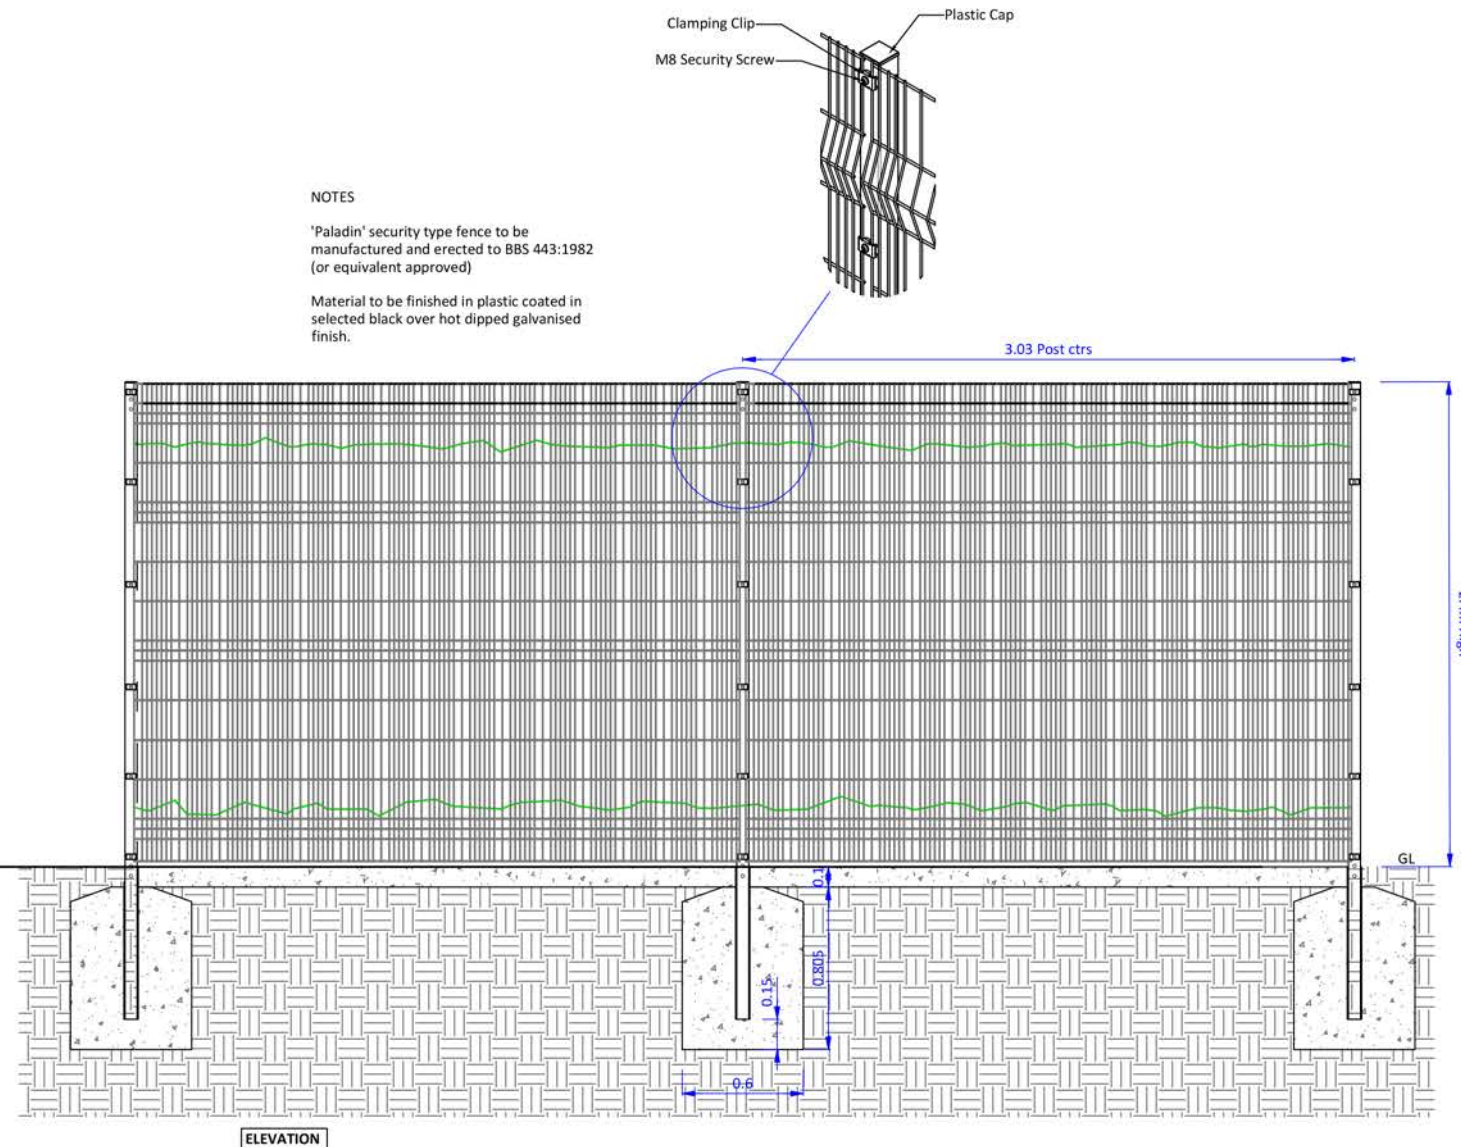 Clamping Clip
Plastic Cap
M8 Security Screw
NOTES
'Paladin' security type fence to be
manufactured and erected to BBS 443:1982
(or equivalent approved)
Material to be finished in plastic coated in
selected black over hot dipped galvanised
finish.
3.03 Post ctrs
GL
0.1
0.805
0.15
0.6
ELEVATION